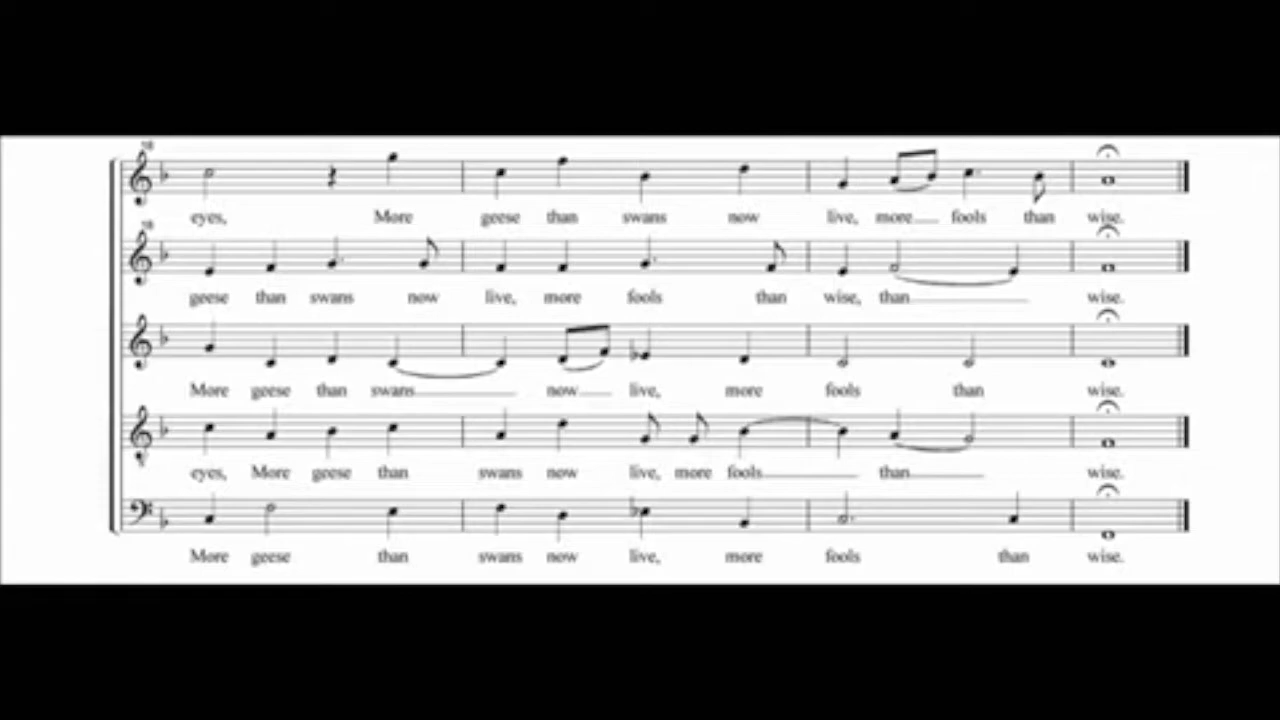 18
eyes, More geese than swans now live, more fools than wise.
18
geese than swans now live, more fools than wise, than wise.
More geese than swans now live, more fools than wise.
eyes, More geese than swans now live, more fools than wise.
More geese than swans now live, more fools than wise.